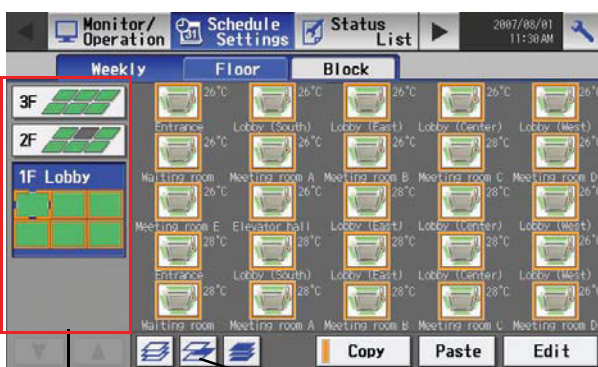 Monitor/
Operation
31
Schedule
Settings
Status
List
2007/08/01
11:30 AM
Weekly Floor Block
3F
2F
1F Lobby
26°C 26°C 26°C 26°C 26°
Entrance Lobby (South) Lobby (East) Lobby (Center) Lobby (West)
26°C 26°C 26°C 28°C 26°
Waiting room Meeting room A Meeting room B Meeting room C Meeting room D
26°C 26°C 28°C 28°C
Meeting room E Elevator hall Lobby (East) Lobby (Center) Lobby (West)
28°C 28°C 28°C 28°C
Entrance Lobby (South) Lobby (East) Lobby (Center) Lobby (West)
28°C 28°C 28°C 28°C
Waiting room Meeting room A Meeting room B Meeting room C Meeting room D
Copy Paste Edit